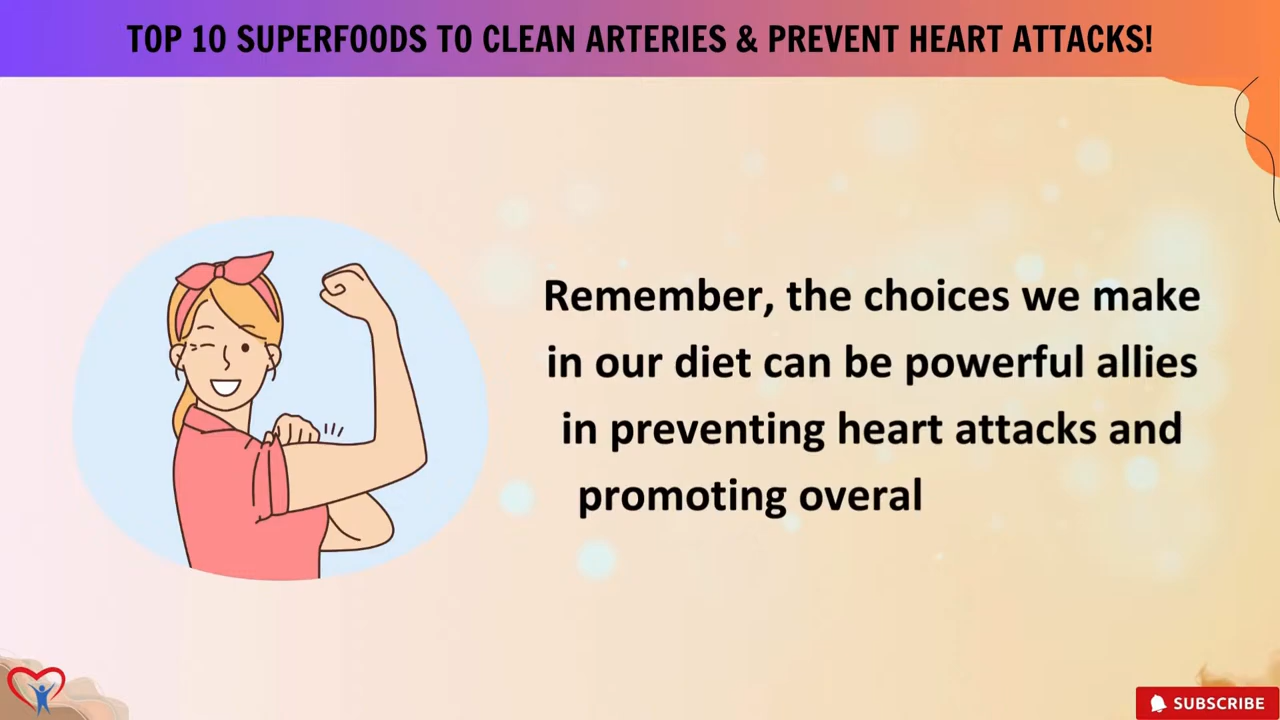 TOP 10 SUPERFOODS TO CLEAN ARTERIES & PREVENT HEART ATTACKS!
Remember, the choices we make
in our diet can be powerful allies
in preventing heart attacks and
promoting overal
SUBSCRIBE